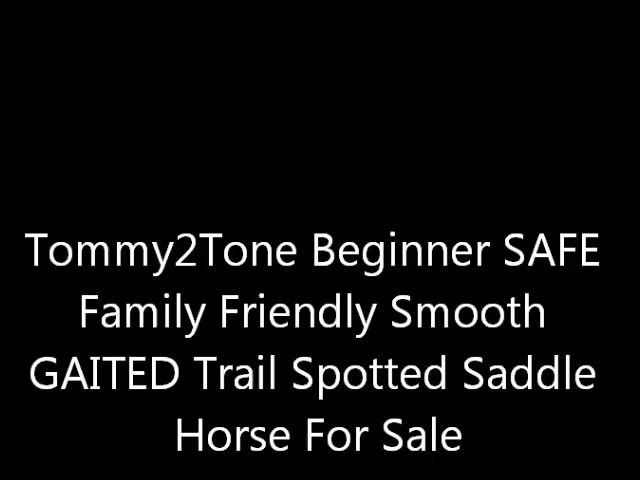 Tommy2Tone Beginner SAFE
Family Friendly Smooth
GAITED Trail Spotted Saddle
Horse For Sale